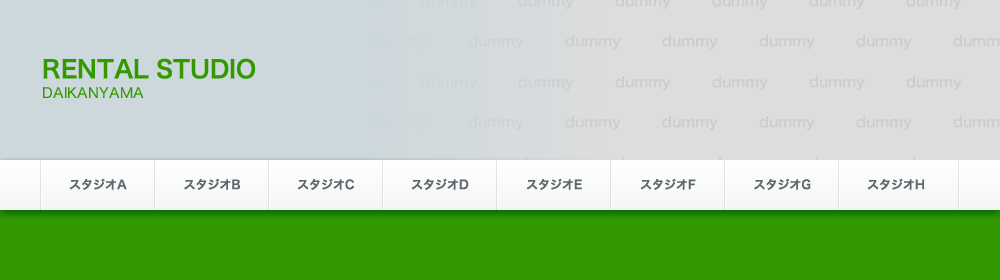 dummy dummy dummy dummy dummy dummy
dummy dummy dummy dummy dummy dummy
RENTAL STUDIO
dummy dummy dummy dummy dummy dummy
DAIKANYAMA
dummy dummy dummy dummy dummy dummy dummy
スタジオA スタジオB スタジオC スタジオD スタジオE スタジオF スタジオG スタジオH